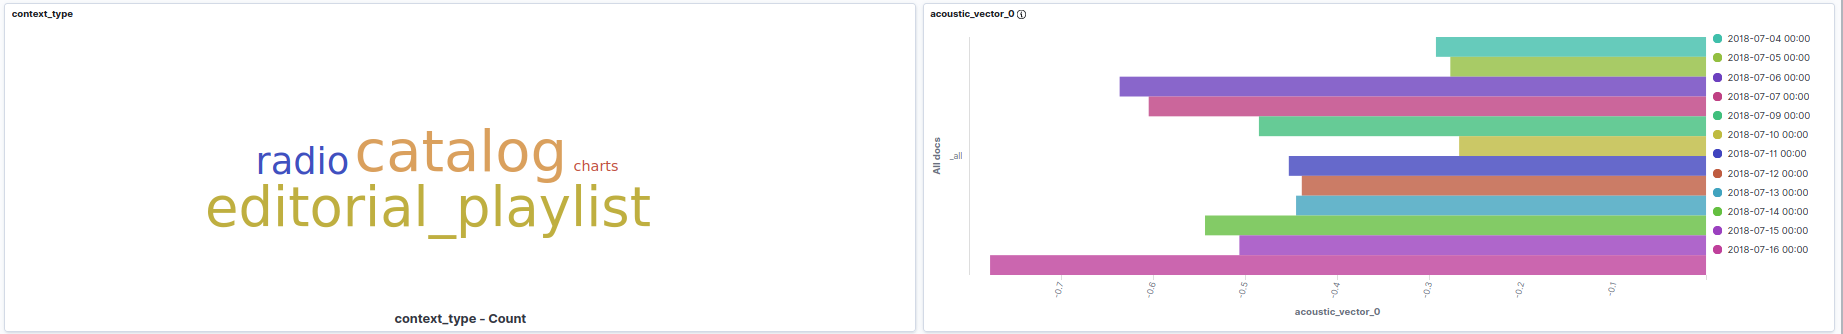 context_type
radio catalog charts
editorial_playlist
context_type - Count
acoustic_vector_0
All docs
_all
2018-07-04 00:00
2018-07-05 00:00
2018-07-06 00:00
2018-07-07 00:00
2018-07-09 00:00
2018-07-10 00:00
2018-07-11 00:00
2018-07-12 00:00
2018-07-13 00:00
2018-07-14 00:00
2018-07-15 00:00
2018-07-16 00:00
-0.7 -0.6 -0.5 -0.4 -0.3 -0.2 -0.1
acoustic_vector_0